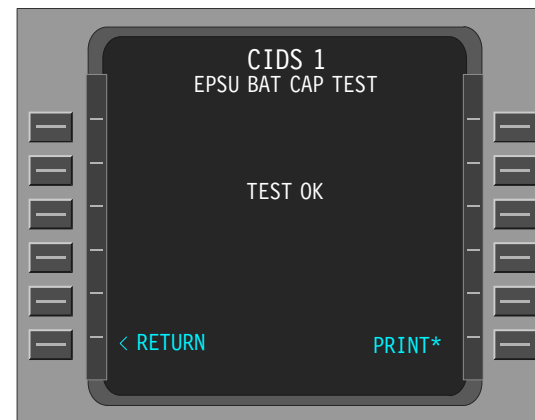 CIDS 1
EPSU BAT CAP TEST
TEST OK
< RETURN PRINT*